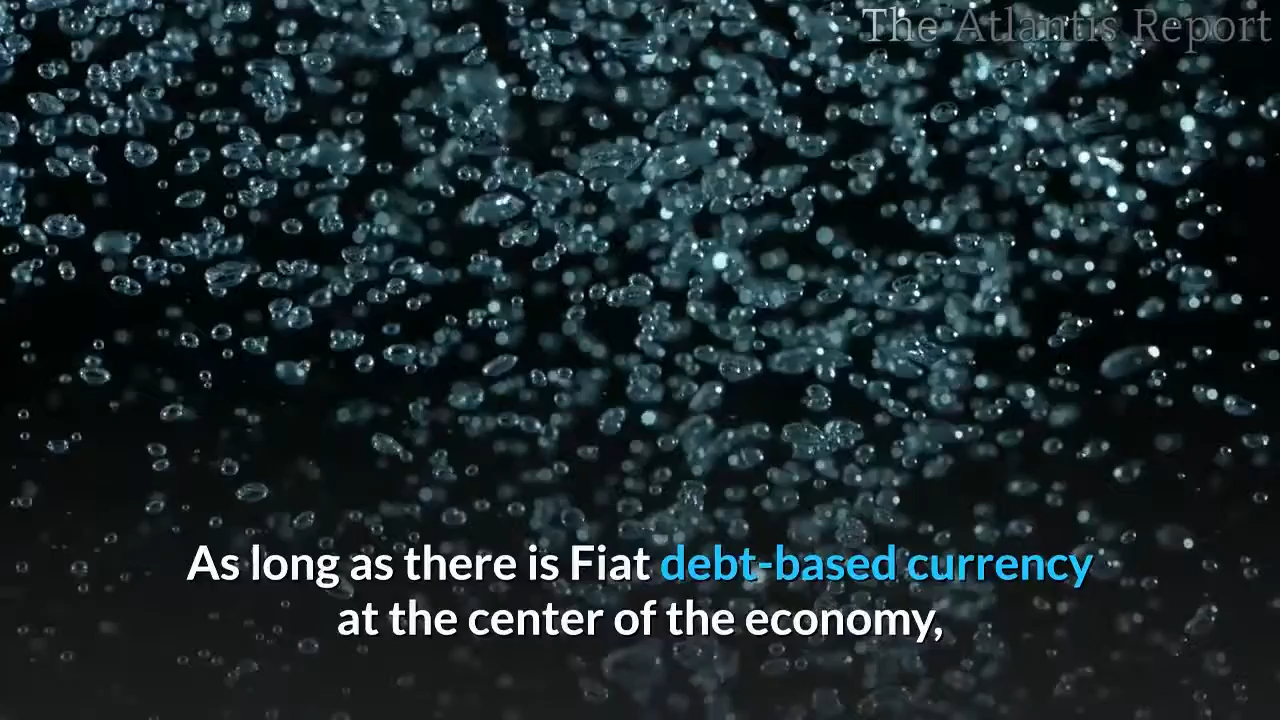 The Atlantis Report
As long as there is Fiat debt-based currency
at the center of the economy,